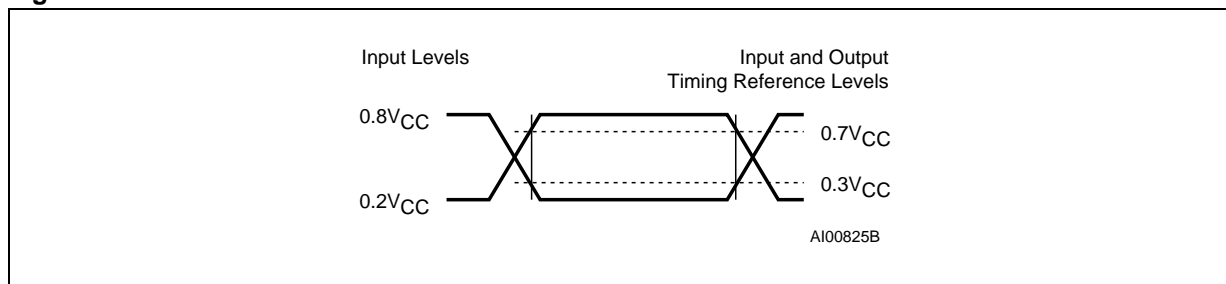 Input Levels
Input and Output
Timing Reference Levels
0.8VCC
0.7VCC
0.3VCC
0.2VCC
AI00825B